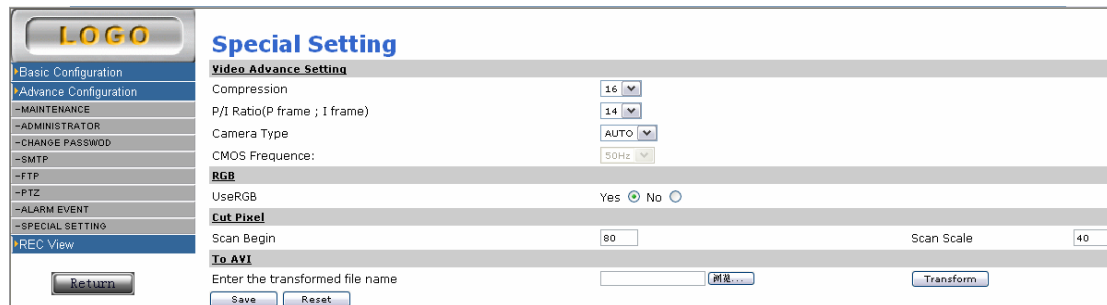 LOGO
Special Setting
Basic Configuration
Advance Configuration
-MAINTENANCE
-ADMINISTRATOR
-CHANGE PASSWOD
-SMTP
-FTP
-PTZ
-ALARM EVENT
-SPECIAL SETTING
REC View
Return
Video Advance Setting
Compression 16
P/I Ratio(P frame ; I frame) 14
Camera Type AUTO
CMOS Frequence: 50Hz
RGB
UseRGB Yes No
Cut Pixel
Scan Begin 80 Scan Scale 40
To AVI
Enter the transformed file name 浏览... Transform
Save Reset